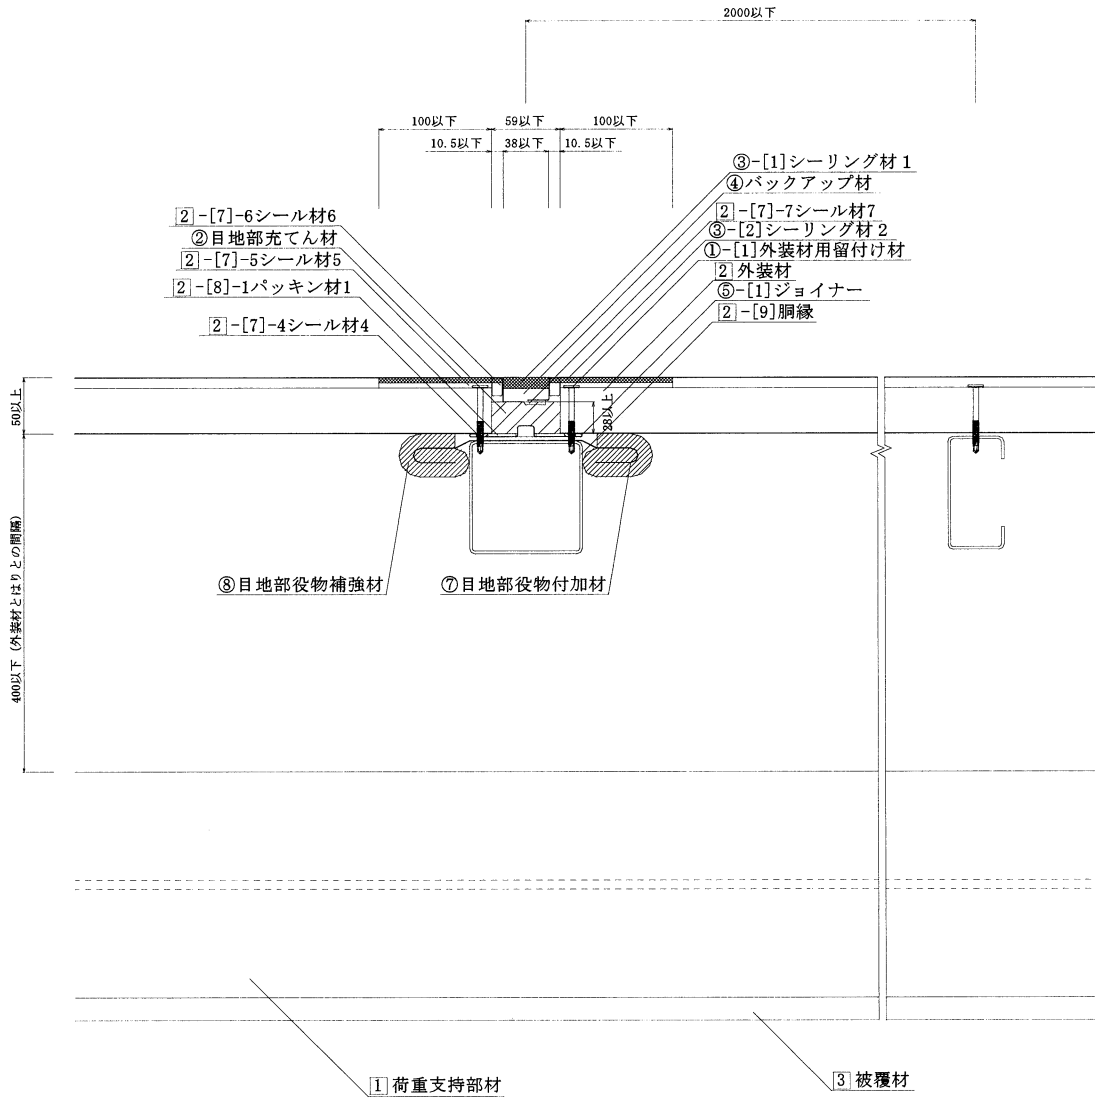 2000以下
100以下
59以下
100以下
10.5以下
38以下
10.5以下
③-[1]シーリング材1
④バックアップ材
2-[7]-7シール材7
③-[2]シーリング材2
①-[1]外装材用留付け材
2外装材
⑤-[1]ジョイナー
2-[9]胴縁
2-[7]-6シール材6
②目地部充てん材
2-[7]-5シール材5
2-[8]-1パッキン材1
2-[7]-4シール材4
50以上
28以上
400以下(外装材とはりとの間隔)
⑧目地部役物補強材
⑦目地部役物付加材
1荷重支持部材
3被覆材